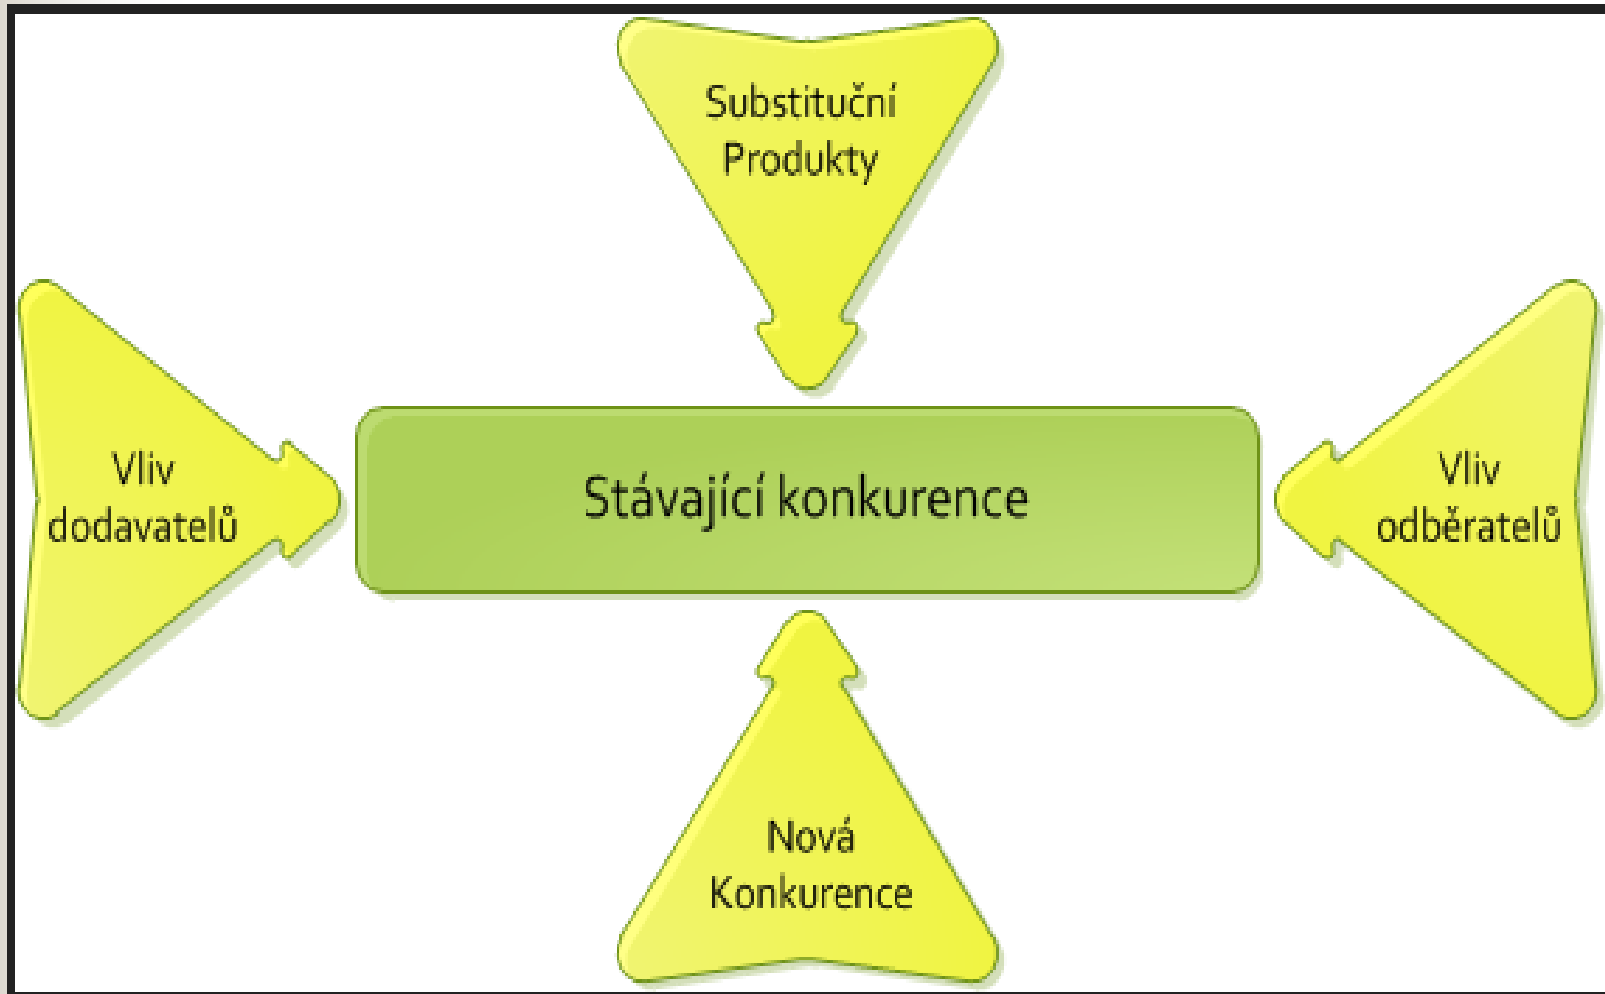 Substituční
Produkty
Vliv
dodavatelů
Stávající konkurence
Vliv
odběratelů
Nová
Konkurence